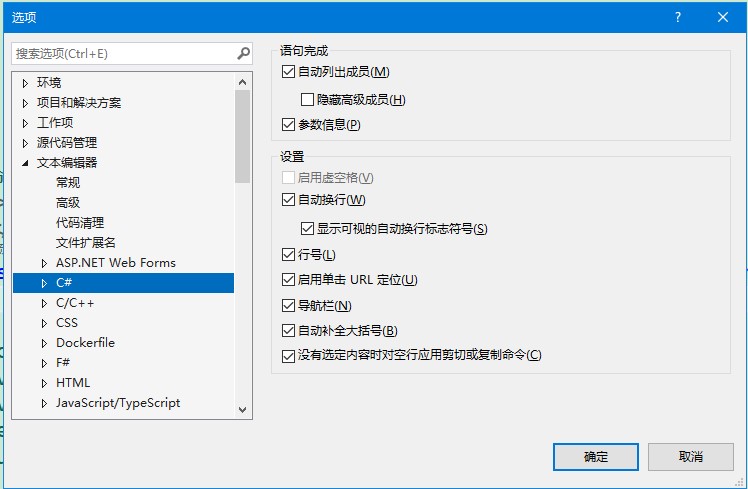 选项
搜索选项(Ctrl+E)
环境
项目和解决方案
工作项
源代码管理
文本编辑器
常规
高级
代码清理
文件扩展名
ASP.NET Web Forms
C#
C/C++
CSS
Dockerfile
F#
HTML
JavaScript/TypeScript
语句完成
自动列出成员(M)
隐藏高级成员(H)
参数信息(P)
设置
启用虚空格(V)
自动换行(W)
显示可视的自动换行标志符号(S)
行号(L)
启用单击 URL 定位(U)
导航栏(N)
自动补全大括号(B)
没有选定内容时对空行应用剪切或复制命令(C)
确定
取消